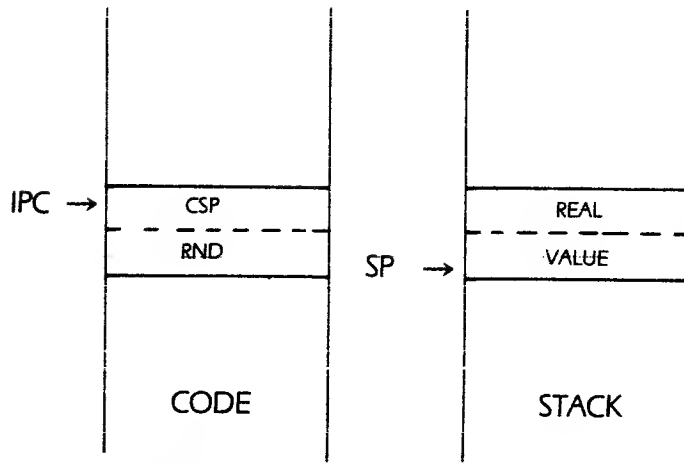 IPC → CSP
RND
REAL
SP → VALUE
CODE
STACK